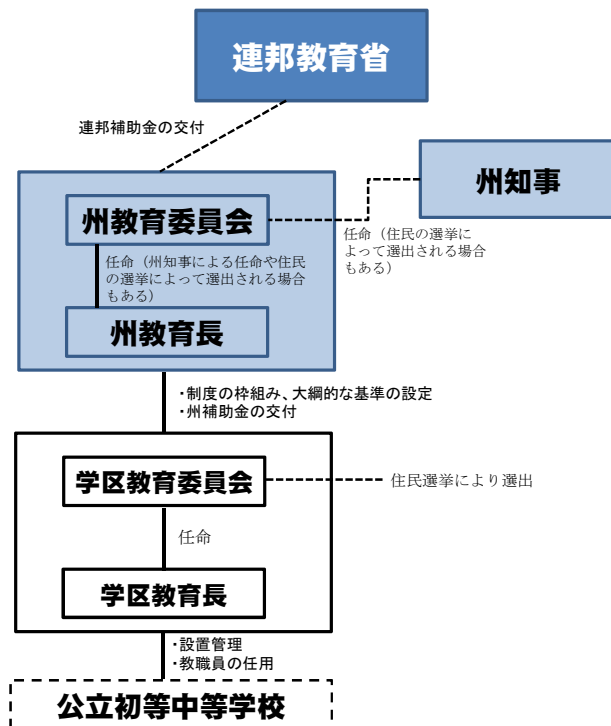 連邦教育省
連邦補助金の交付
州知事
州教育委員会
任命（住民の選挙に
よって選出される場合
もある）
任命（州知事による任命や住民
の選挙によって選出される場合
もある）
州教育長
・制度の枠組み、大綱的な基準の設定
・州補助金の交付
学区教育委員会
住民選挙により選出
任命
学区教育長
・設置管理
・教職員の任用
公立初等中等学校